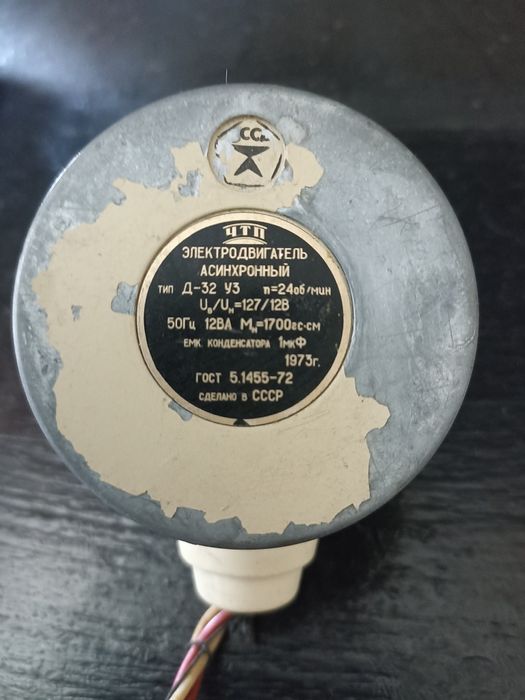 ЧТП
ЭЛЕКТРОДВИГАТЕЛЬ
АСИНХРОННЫЙ
ТИП Д-32 У3 n=24об/мин
Uв/Uн=127/12В
50Гц 12ВА Мн=1700гс·см
ЕМК КОНДЕНСАТОРА 1мкФ
1973г.
ГОСТ 5.1455-72
СДЕЛАНО В СССР